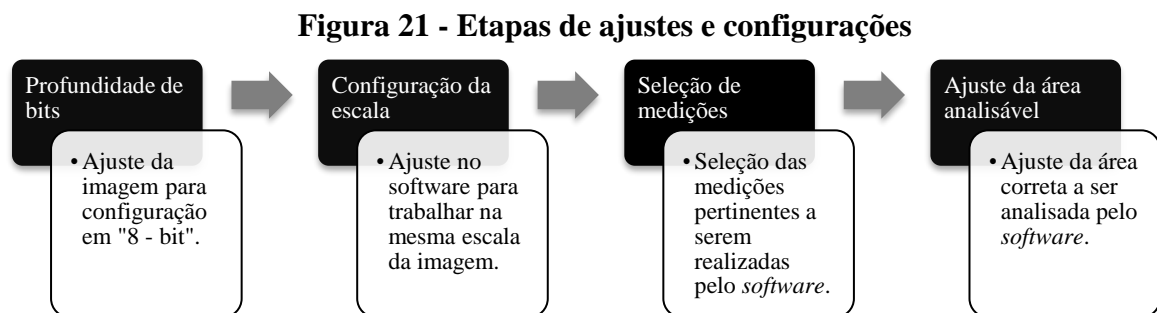 Figura 21 - Etapas de ajustes e configurações
Profundidade de
bits
• Ajuste da
imagem para
configuração
em "8 - bit".
Configuração da
escala
• Ajuste no
software para
trabalhar na
mesma escala
da imagem.
Seleção de
medições
• Seleção das
medições
pertinentes a
serem
realizadas
pelo software.
Ajuste da área
analisável
• Ajuste da área
correta a ser
analisada pelo
software.